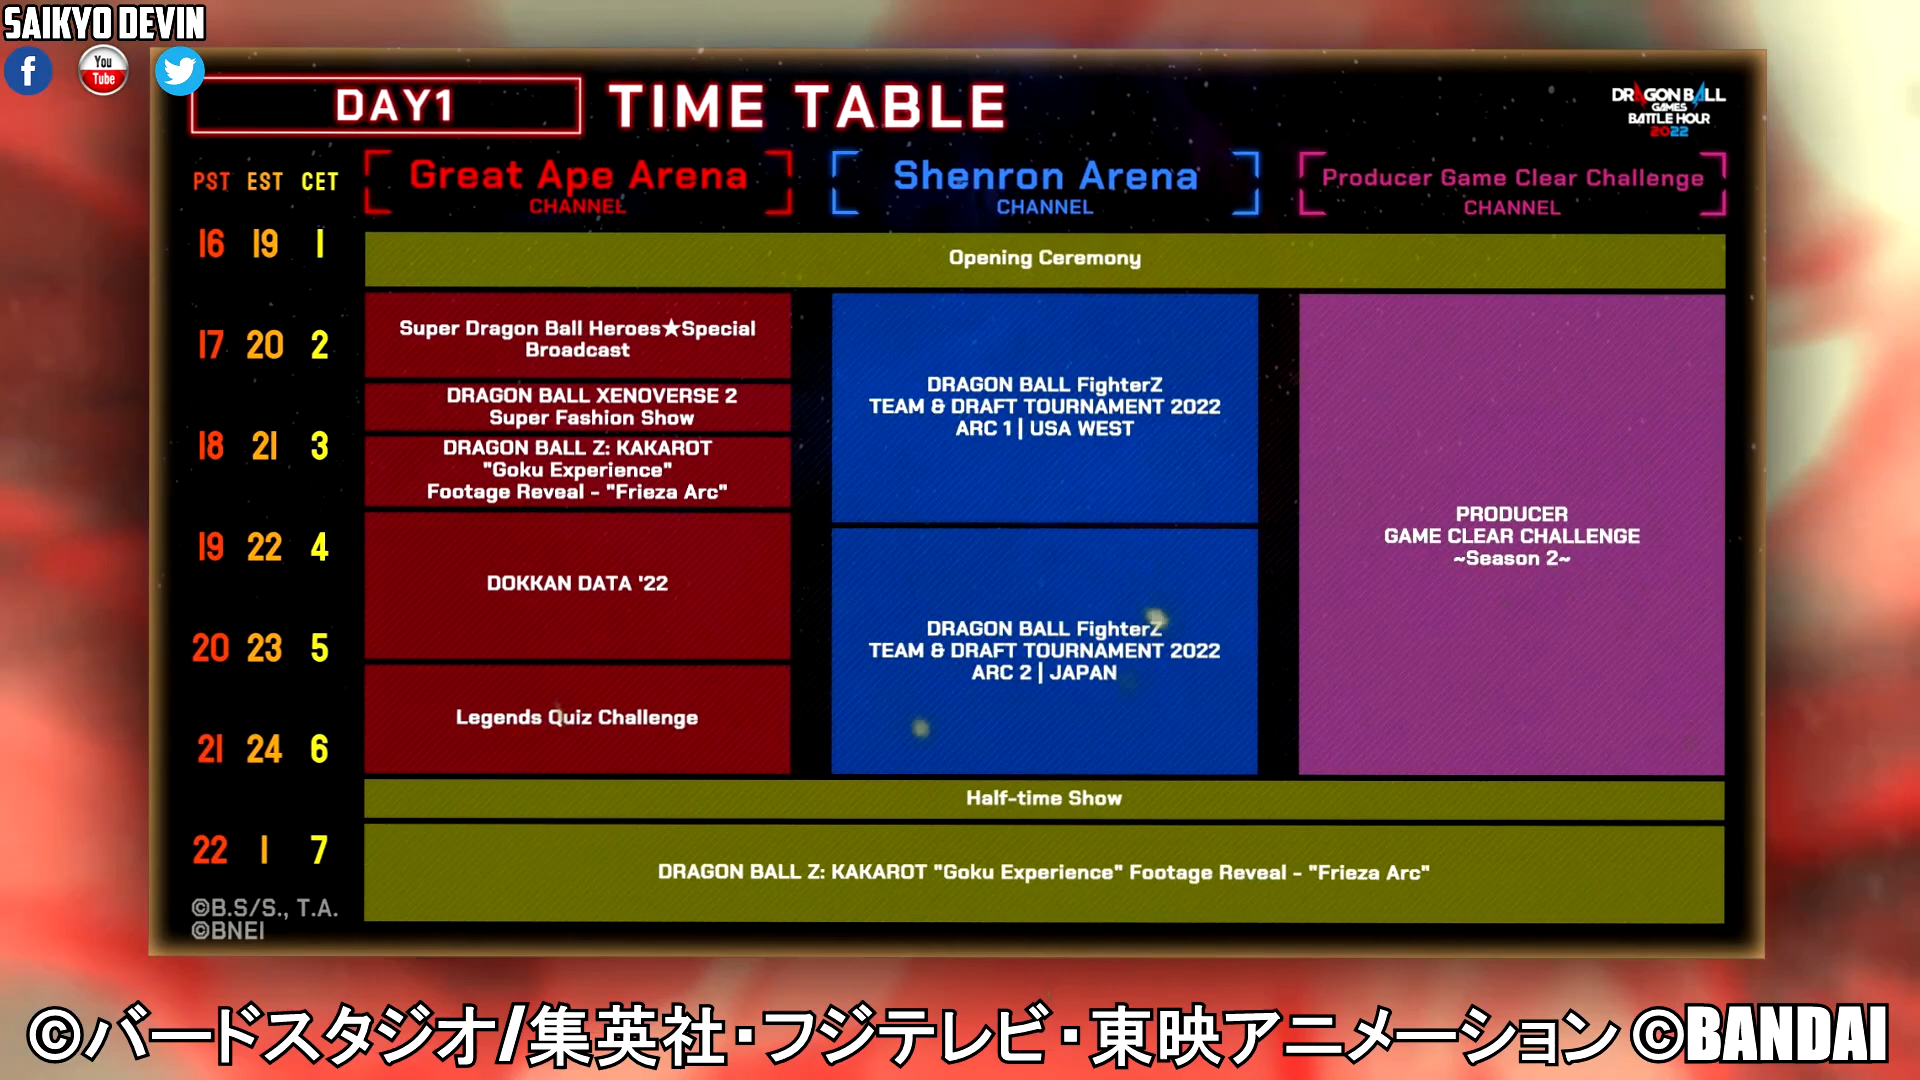 SAIKYO DEVIN
f
You
Tube
DAY1
TIME TABLE
DRAGON BALL
GAMES
BATTLE HOUR
2022
PST EST CET
Great Ape Arena
CHANNEL
Shenron Arena
CHANNEL
Producer Game Clear Challenge
CHANNEL
16 19 1
Opening Ceremony
17 20 2
Super Dragon Ball Heroes★Special
Broadcast
DRAGON BALL XENOVERSE 2
Super Fashion Show
18 21 3
DRAGON BALL Z: KAKAROT
"Goku Experience"
Footage Reveal - "Frieza Arc"
19 22 4
DOKKAN DATA '22
20 23 5
Legends Quiz Challenge
21 24 6
DRAGON BALL FighterZ
TEAM & DRAFT TOURNAMENT 2022
ARC 1 | USA WEST
DRAGON BALL FighterZ
TEAM & DRAFT TOURNAMENT 2022
ARC 2 | JAPAN
PRODUCER
GAME CLEAR CHALLENGE
~Season 2~
Half-time Show
22 1 7
DRAGON BALL Z: KAKAROT "Goku Experience" Footage Reveal - "Frieza Arc"
©B.S/S., T.A.
©BNEI
©バードスタジオ/集英社・フジテレビ・東映アニメーション ©BANDAI